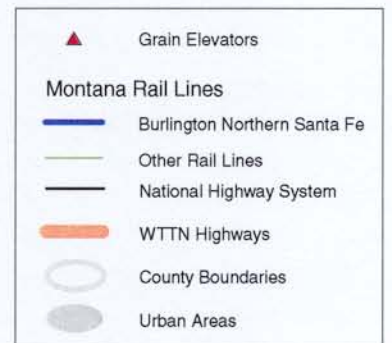 Grain Elevators
Montana Rail Lines
Burlington Northern Santa Fe
Other Rail Lines
National Highway System
WTTN Highways
County Boundaries
Urban Areas